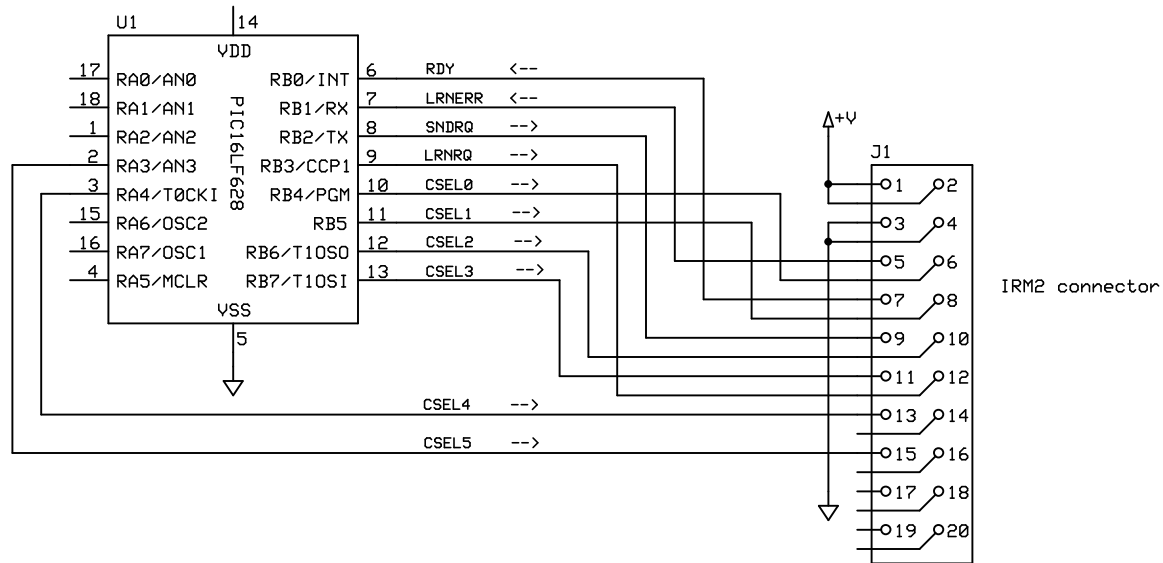 U1
14
VDD
17 RA0/AN0
18 RA1/AN1
1 RA2/AN2
2 RA3/AN3
3 RA4/T0CKI
15 RA6/OSC2
16 RA7/OSC1
4 RA5/MCLR
PIC16LF628
RB0/INT 6 RDY <--
RB1/RX 7 LRNERR <--
RB2/TX 8 SNDRQ -->
RB3/CCP1 9 LRNRQ -->
RB4/PGM 10 CSEL0 -->
RB5 11 CSEL1 -->
RB6/T1OSO 12 CSEL2 -->
RB7/T1OSI 13 CSEL3 -->
VSS
5
CSEL4 -->
CSEL5 -->
+V
J1
1 2
3 4
5 6
7 8
9 10
11 12
13 14
15 16
17 18
19 20
IRM2 connector